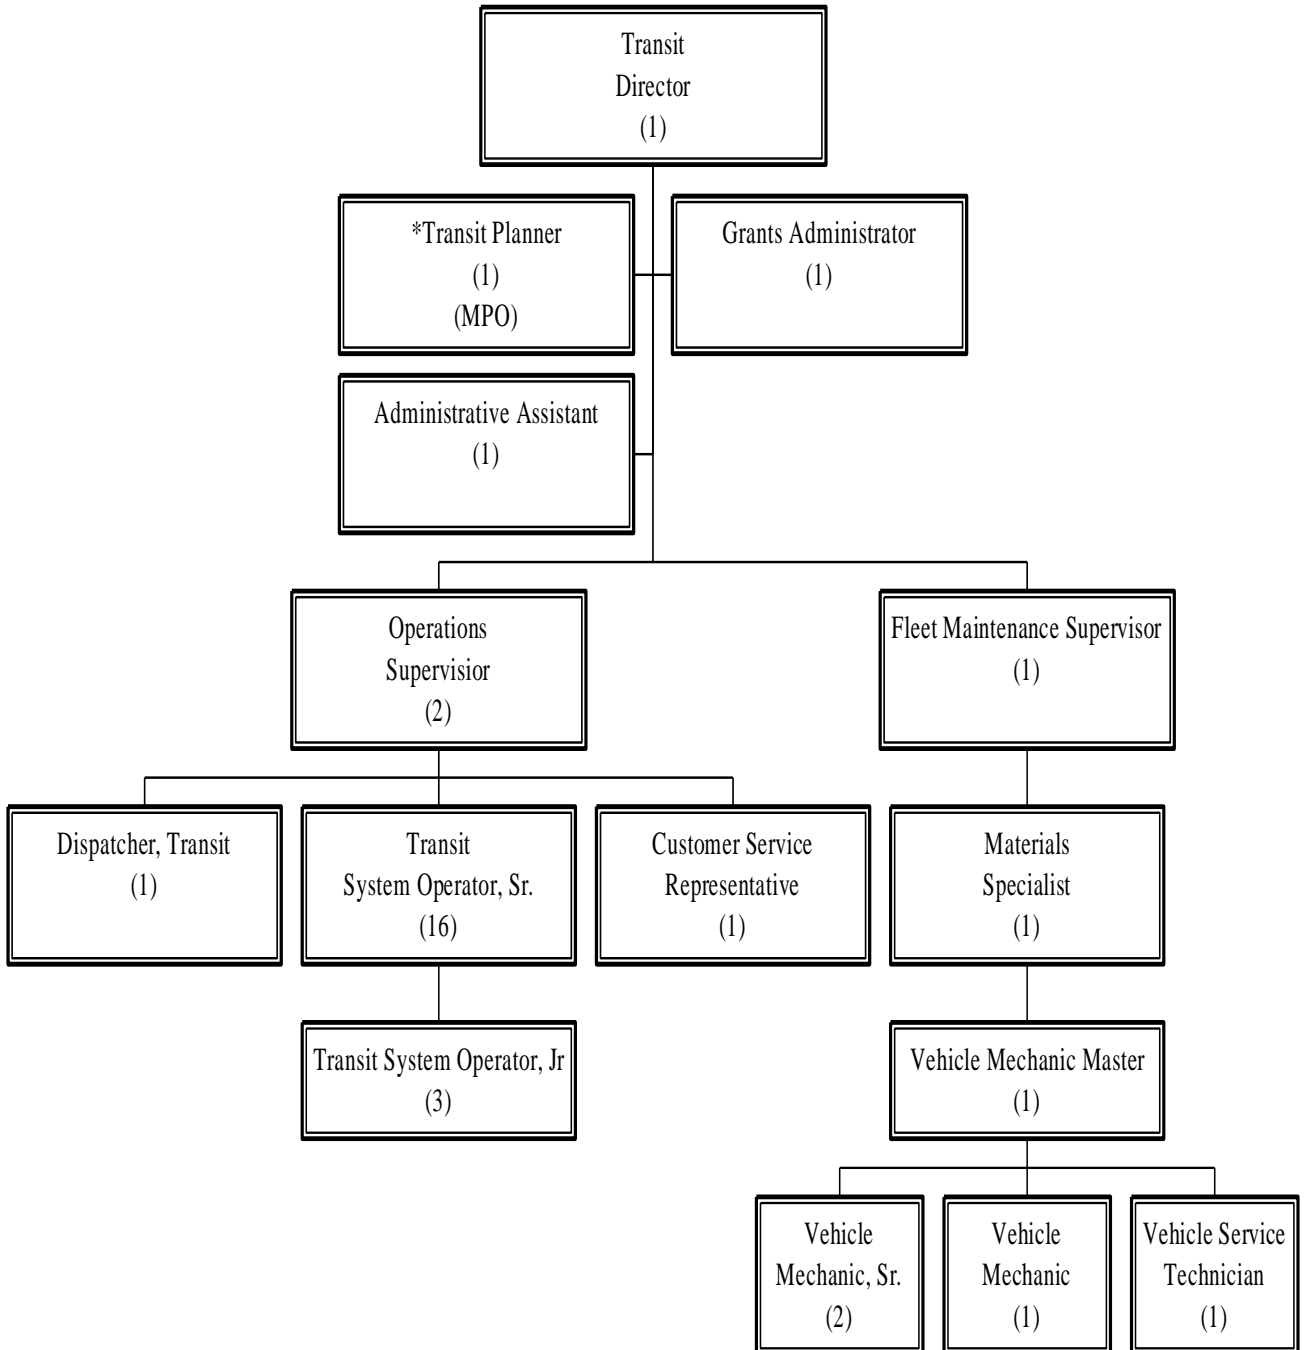 Transit
Director
(1)
*Transit Planner
(1)
(MPO)
Grants Administrator
(1)
Administrative Assistant
(1)
Operations
Supervisior
(2)
Fleet Maintenance Supervisor
(1)
Dispatcher, Transit
(1)
Transit
System Operator, Sr.
(16)
Customer Service
Representative
(1)
Materials
Specialist
(1)
Transit System Operator, Jr
(3)
Vehicle Mechanic Master
(1)
Vehicle
Mechanic, Sr.
(2)
Vehicle
Mechanic
(1)
Vehicle Service
Technician
(1)